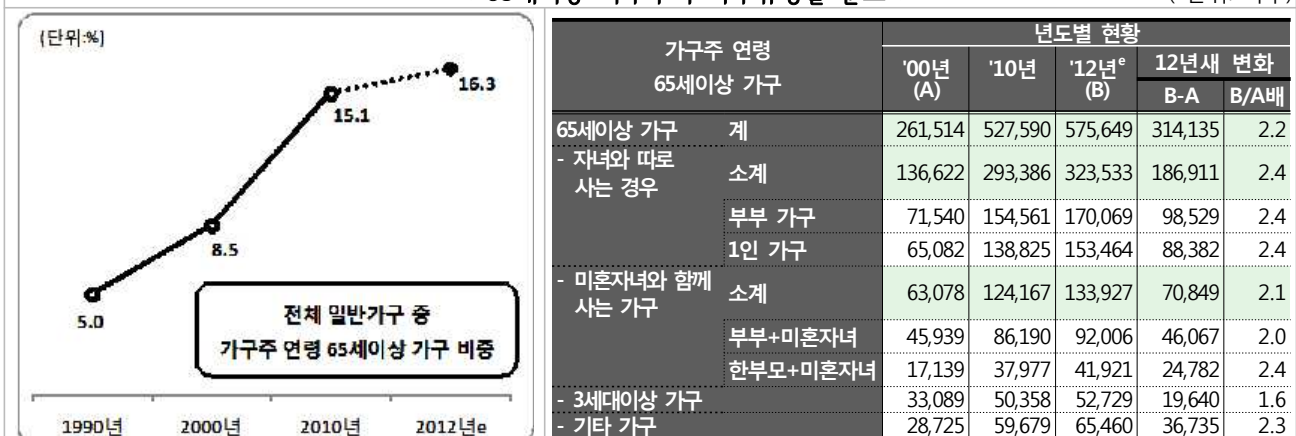 (단위:%)
16.3
15.1
8.5
5.0
전체 일반가구 중
가구주 연령 65세이상 가구 비중
1990년 2000년 2010년 2012년e
가구주 연령
65세이상 가구
년도별 현황
'00년
(A)
'10년
'12년e
(B)
12년새 변화
B-A B/A배
65세이상 가구 계 261,514 527,590 575,649 314,135 2.2
- 자녀와 따로
사는 경우
소계 136,622 293,386 323,533 186,911 2.4
부부 가구 71,540 154,561 170,069 98,529 2.4
1인 가구 65,082 138,825 153,464 88,382 2.4
- 미혼자녀와 함께
사는 가구
소계 63,078 124,167 133,927 70,849 2.1
부부+미혼자녀 45,939 86,190 92,006 46,067 2.0
한부모+미혼자녀 17,139 37,977 41,921 24,782 2.4
- 3세대이상 가구 33,089 50,358 52,729 19,640 1.6
- 기타 가구 28,725 59,679 65,460 36,735 2.3